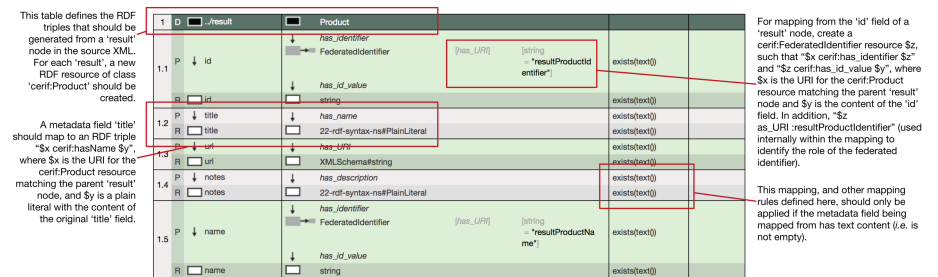 This table defines the RDF
triples that should be
generated from a 'result'
node in the source XML.
For each 'result', a new
RDF resource of class
'cerif:Product' should be
created.
A metadata field 'title'
should map to an RDF triple
"$x cerif:hasName $y",
where $x is the URI for the
cerif:Product resource
matching the parent 'result'
node, and $y is a plain
literal with the content of
the original 'title' field.
1 D ../result Product
has_identifier
FederatedIdentifier [has_URI] [string
= "resultProductId
entifier"]
1.1 P ↓ id exists(text())
has_id_value
R id string exists(text())
1.2 P ↓ title has_name exists(text())
R title 22-rdf-syntax-ns#PlainLiteral exists(text())
1.3 P ↓ url has_URI exists(text())
R url XMLSchema#string exists(text())
1.4 P ↓ notes has_description exists(text())
R notes 22-rdf-syntax-ns#PlainLiteral exists(text())
has_identifier
FederatedIdentifier [has_URI] [string
= "resultProductNa
me"]
1.5 P ↓ name exists(text())
has_id_value
R name string exists(text())
For mapping from the 'id' field of a
'result' node, create a
cerif:FederatedIdentifier resource $z,
such that "$x cerif:has_identifier $z"
and "$z cerif:has_id_value $y", where
$x is the URI for the cerif:Product
resource matching the parent 'result'
node and $y is the content of the 'id'
field. In addition, "$z
as_URI :resultProductIdentifier" (used
internally within the mapping to
identify the role of the federated
identifier).
This mapping, and other mapping
rules defined here, should only be
applied if the metadata field being
mapped from has text content (i.e. is
not empty).